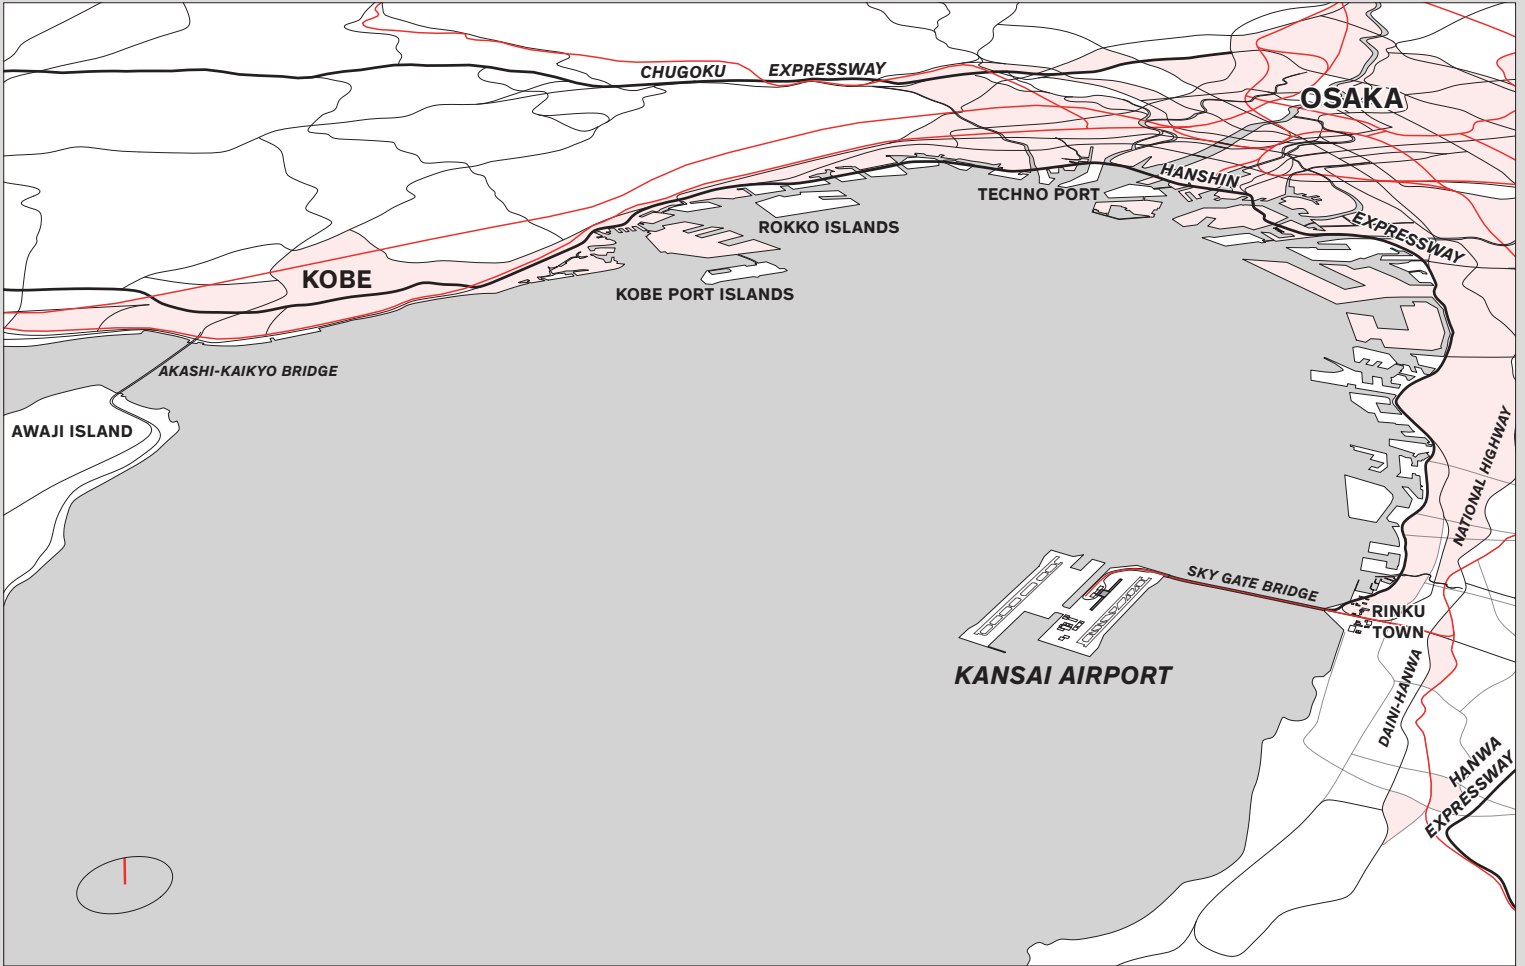 CHUGOKU EXPRESSWAY
OSAKA
HANSHIN
TECHNO PORT
ROKKO ISLANDS
EXPRESSWAY
KOBE
KOBE PORT ISLANDS
AKASHI-KAIKYO BRIDGE
AWAJI ISLAND
NATIONAL HIGHWAY
SKY GATE BRIDGE
RINKU
TOWN
KANSAI AIRPORT
DAINI-HANWA
HANWA
EXPRESSWAY